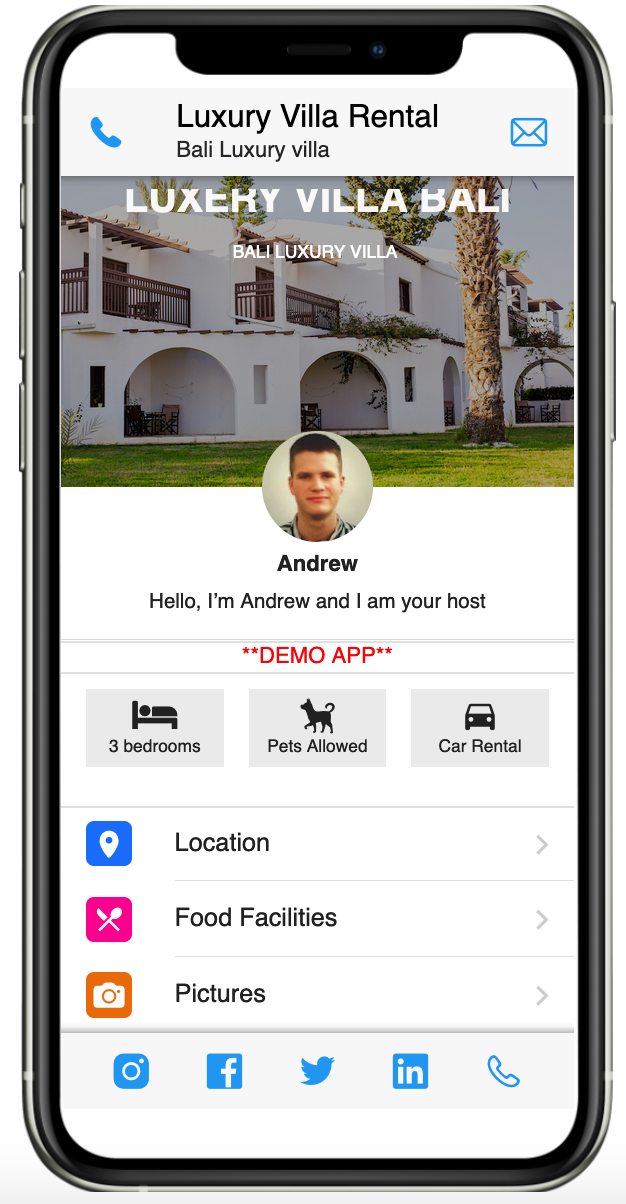 Luxury Villa Rental
Bali Luxury villa
LUXERY VILLA BALI
BALI LUXURY VILLA
Andrew
Hello, I'm Andrew and I am your host
**DEMO APP**
3 bedrooms
Pets Allowed
Car Rental
Location
Food Facilities
Pictures